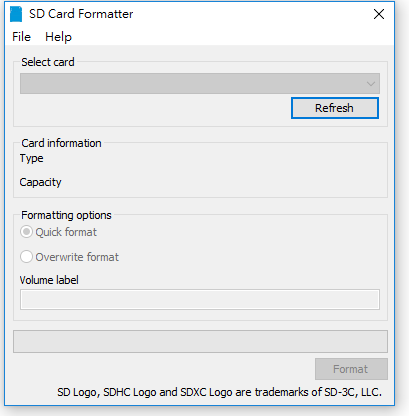 SD Card Formatter
File Help
Select card
Refresh
Card information
Type
Capacity
Formatting options
Quick format
Overwrite format
Volume label
Format
SD Logo, SDHC Logo and SDXC Logo are trademarks of SD-3C, LLC.